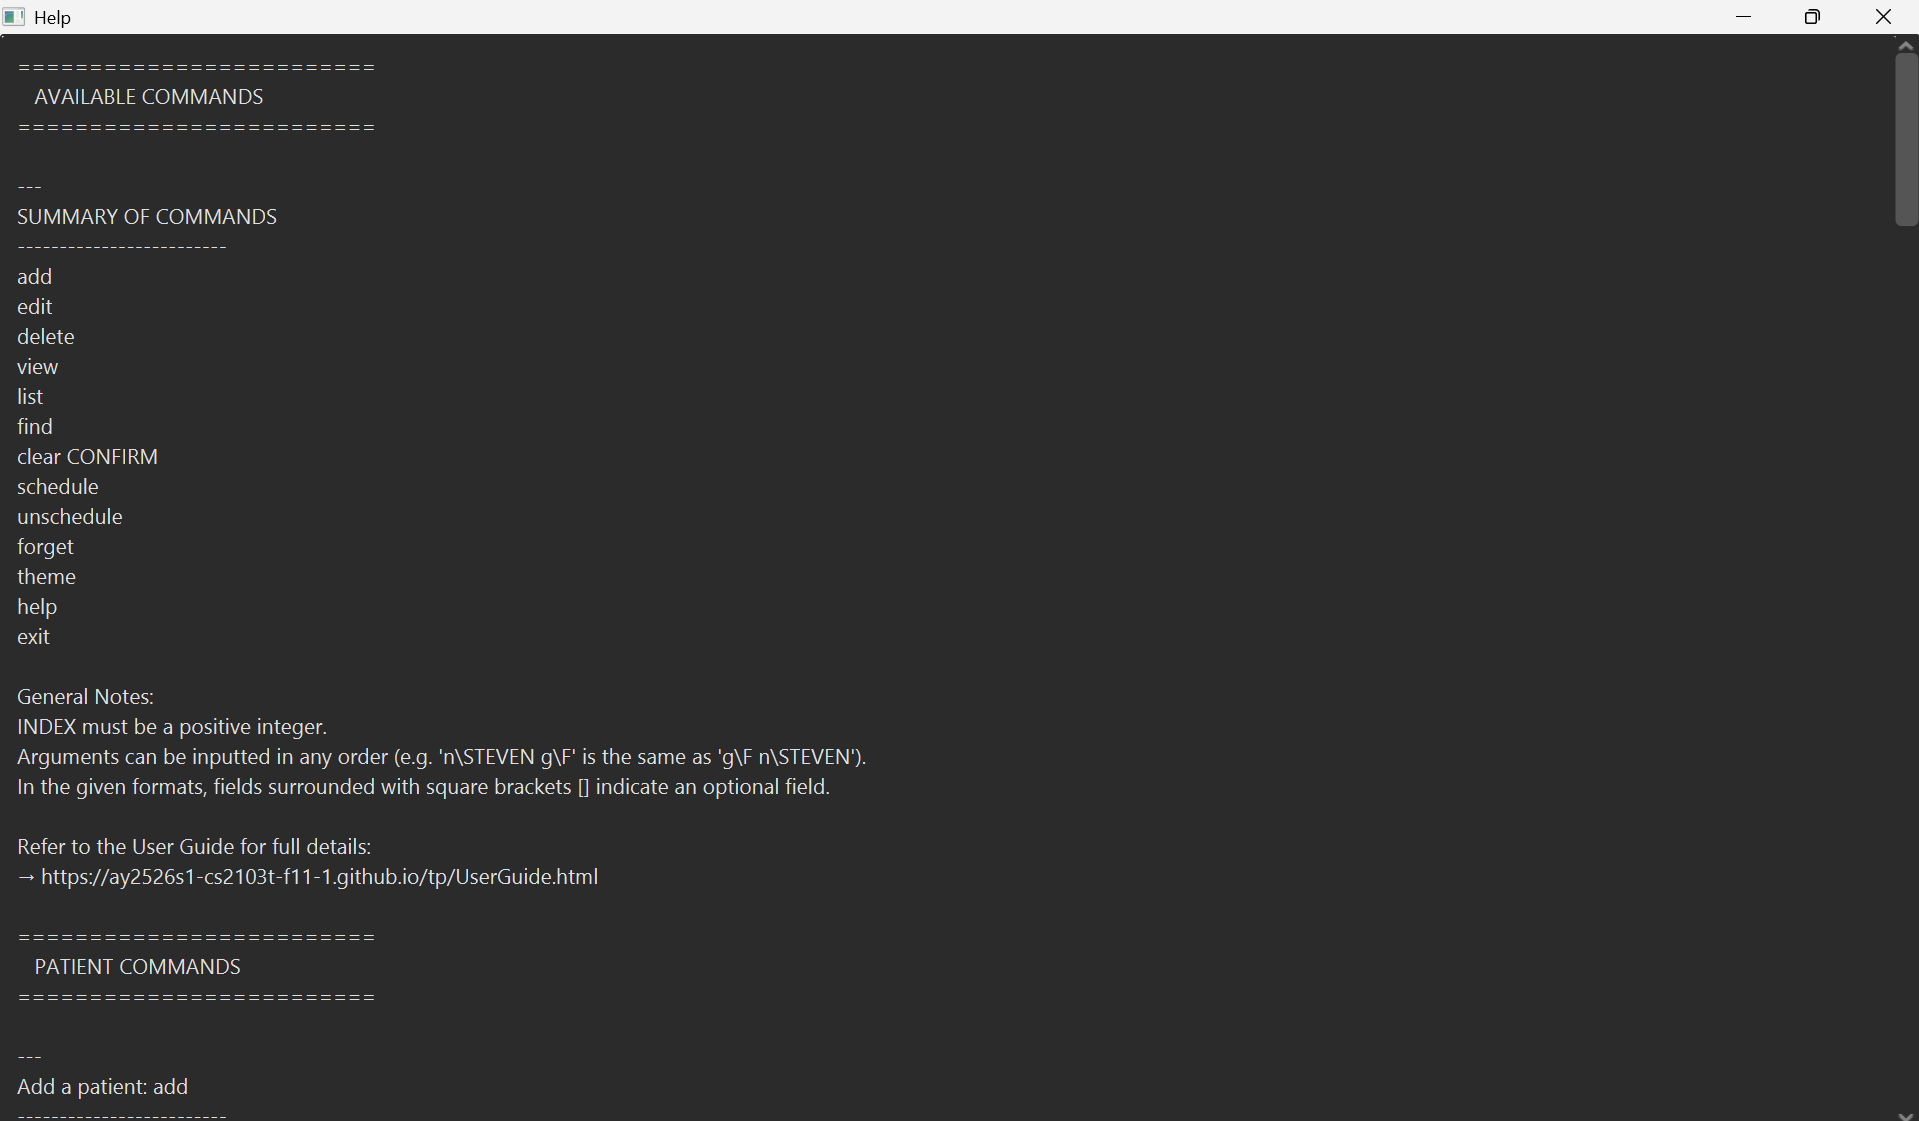 Help
=========================
AVAILABLE COMMANDS
=========================
---
SUMMARY OF COMMANDS
-------------------------
add
edit
delete
view
list
find
clear CONFIRM
schedule
unschedule
forget
theme
help
exit
General Notes:
INDEX must be a positive integer.
Arguments can be inputted in any order (e.g. 'n\STEVEN g\F' is the same as 'g\F n\STEVEN').
In the given formats, fields surrounded with square brackets [] indicate an optional field.
Refer to the User Guide for full details:
→ https://ay2526s1-cs2103t-f11-1.github.io/tp/UserGuide.html
=========================
PATIENT COMMANDS
=========================
---
Add a patient: add
-------------------------